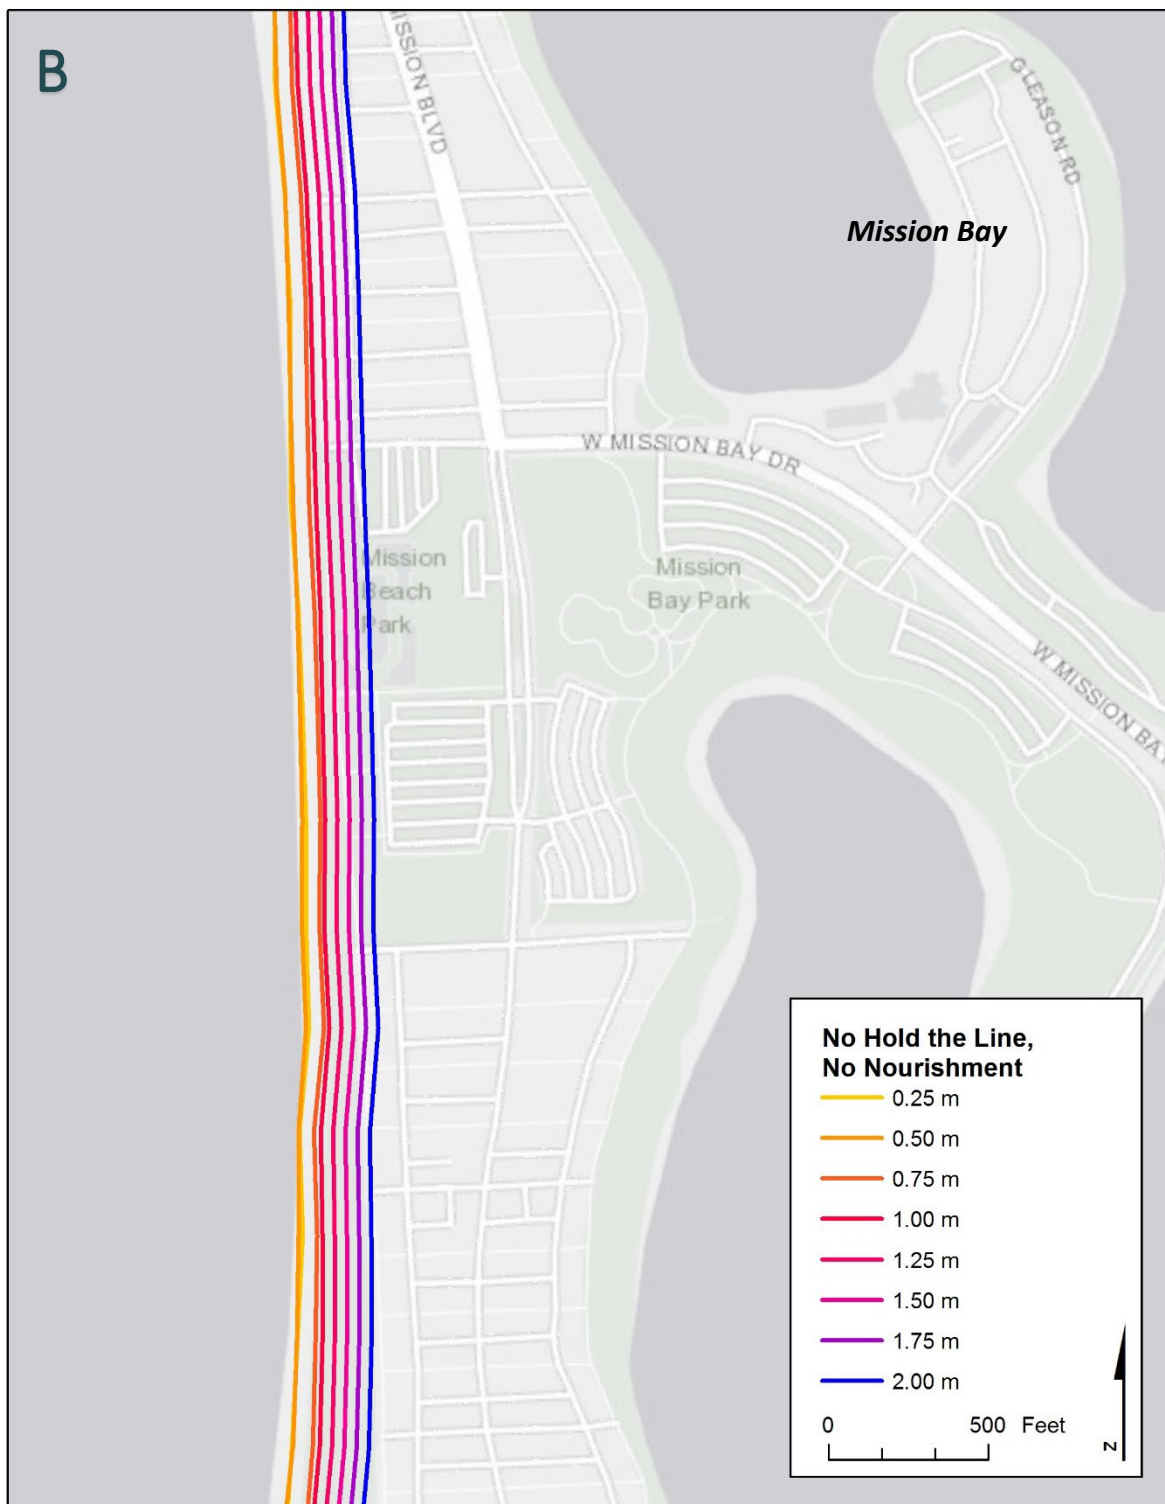 B
MISSION BLVD
GLEASON RD
Mission Bay
W MISSION BAY DR
Mission
Beach
Park
Mission
Bay Park
W MISSION BAY
No Hold the Line,
No Nourishment
0.25 m
0.50 m
0.75 m
1.00 m
1.25 m
1.50 m
1.75 m
2.00 m
0 500 Feet
N